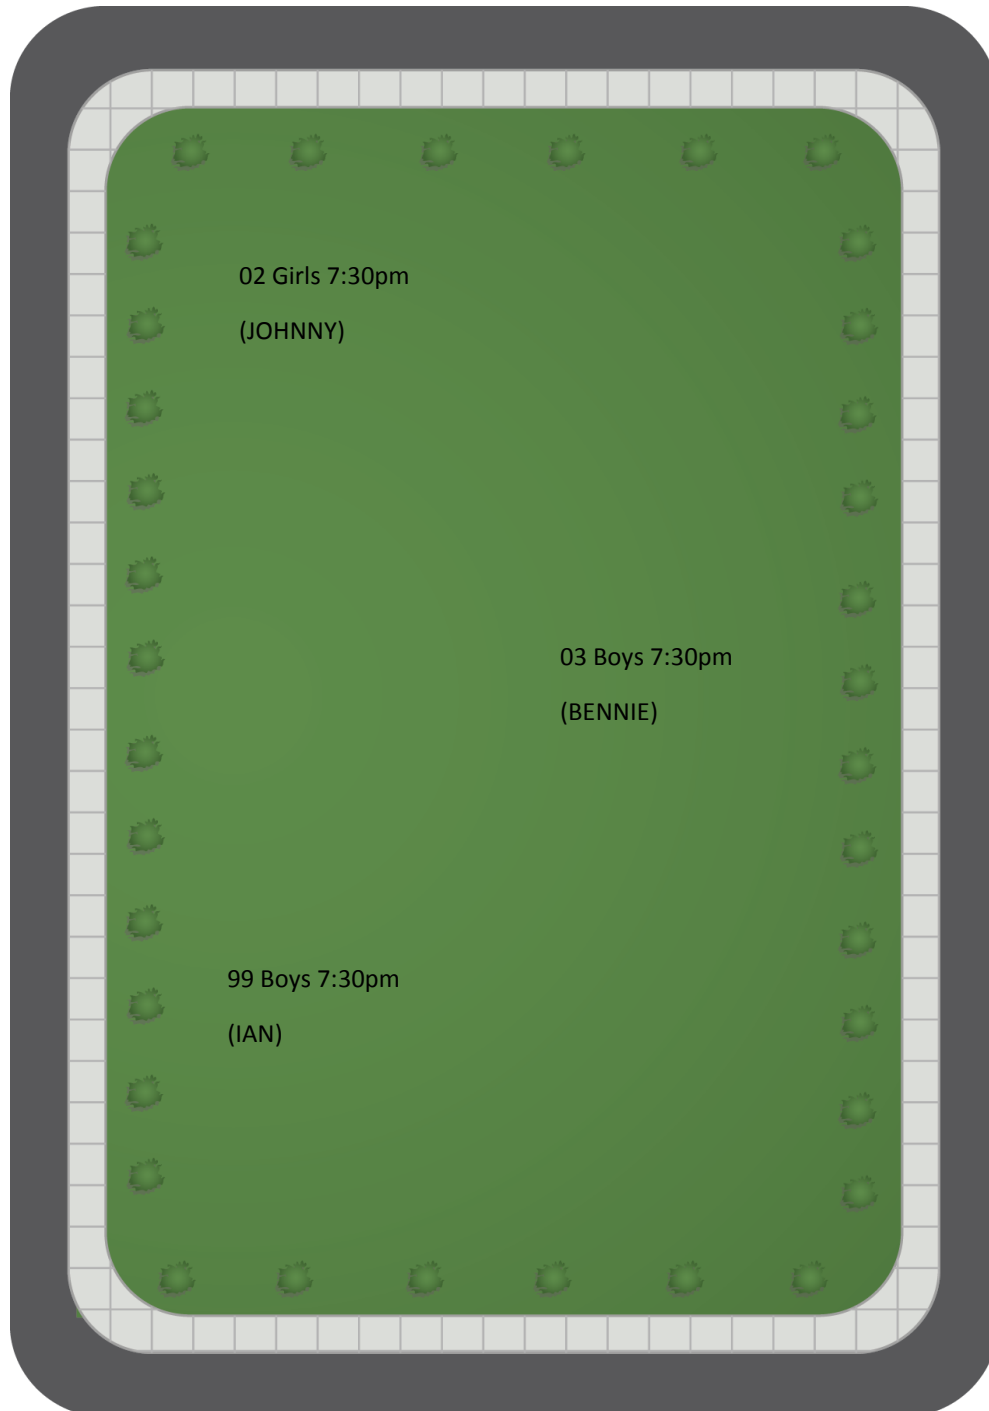 02 Girls 7:30pm
(JOHNNY)
03 Boys 7:30pm
(BENNIE)
99 Boys 7:30pm
(IAN)